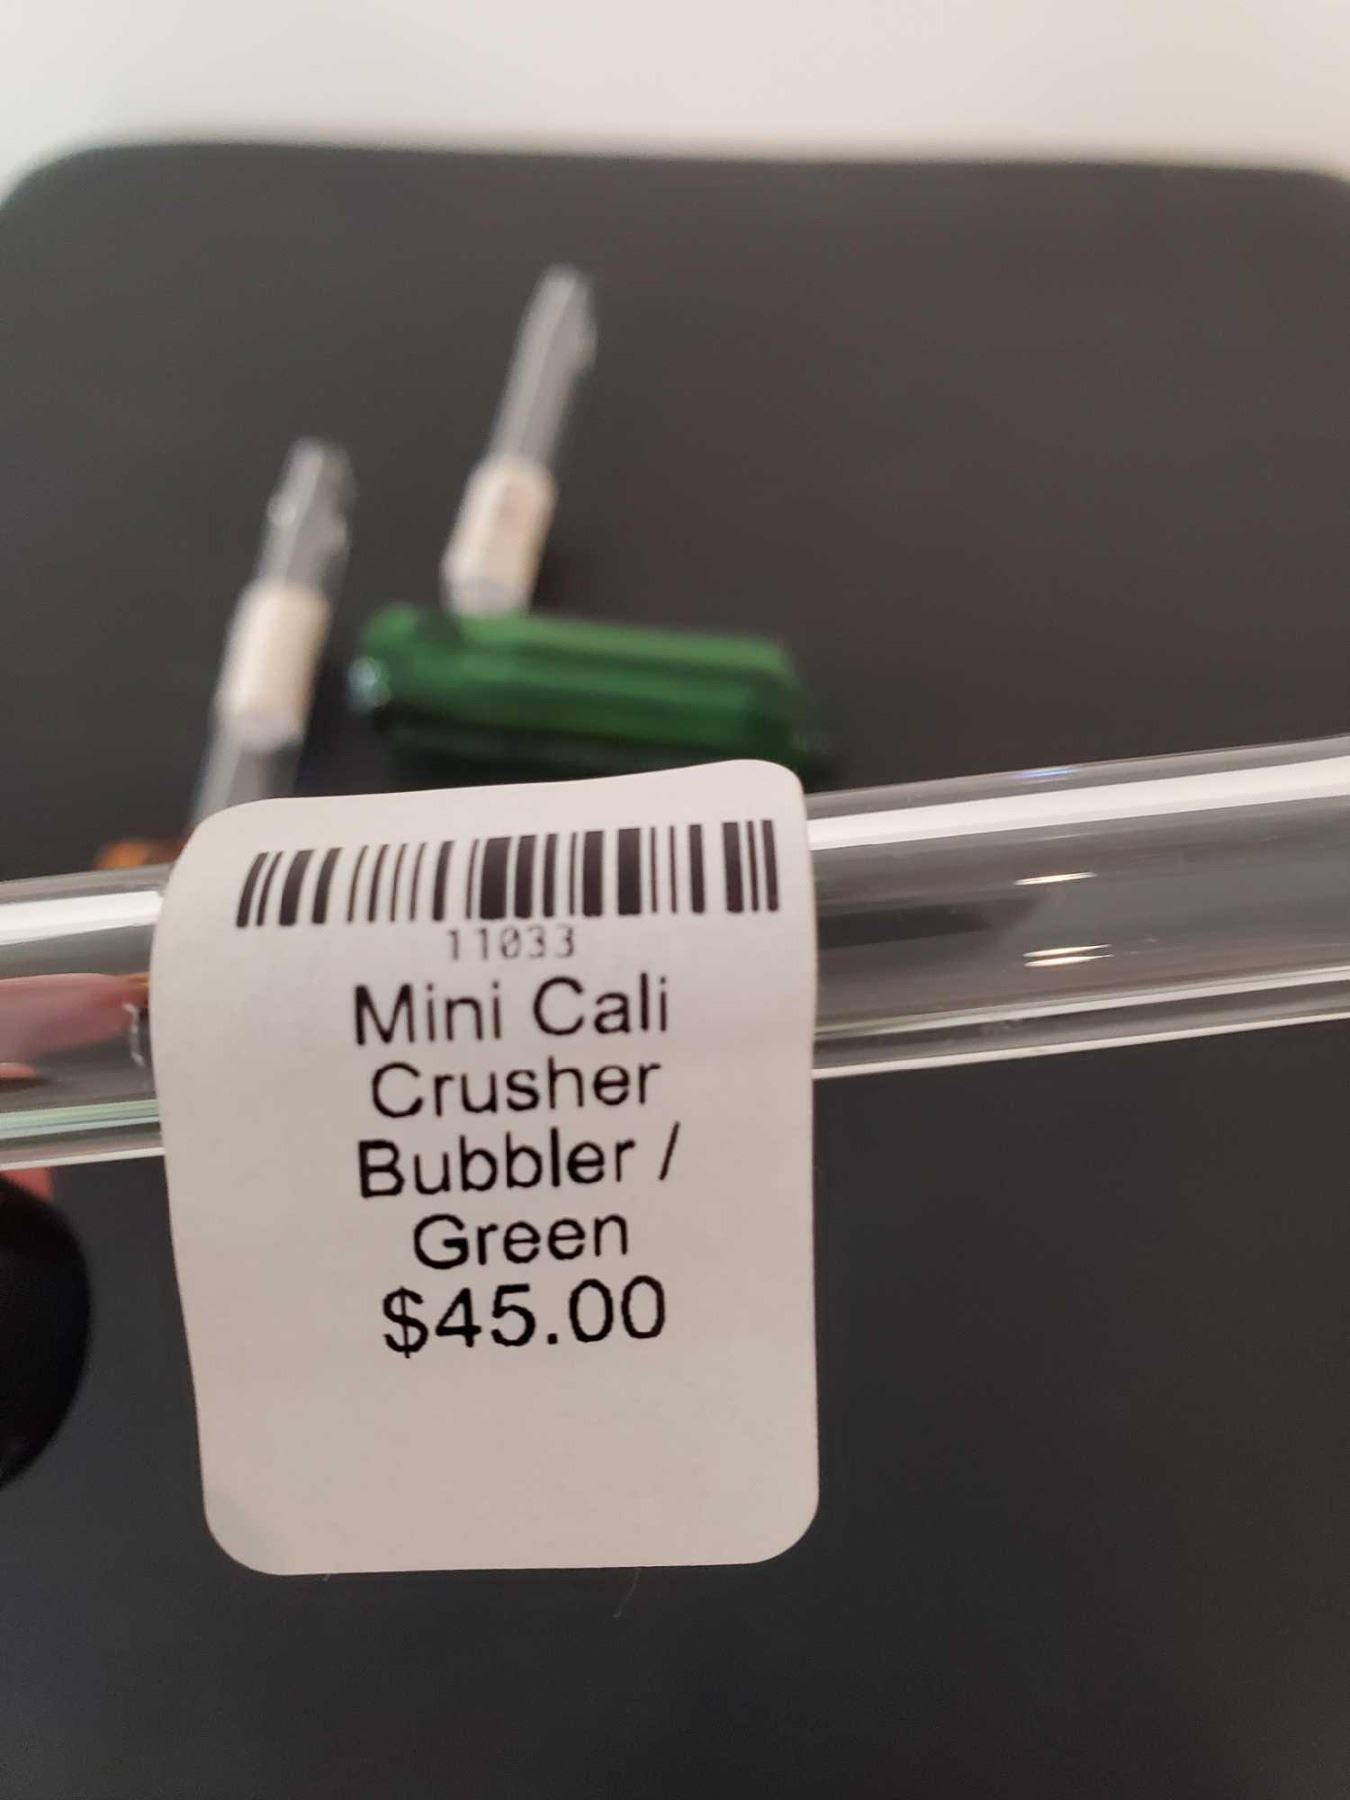 11033
Mini Cali
Crusher
Bubbler /
Green
$45.00